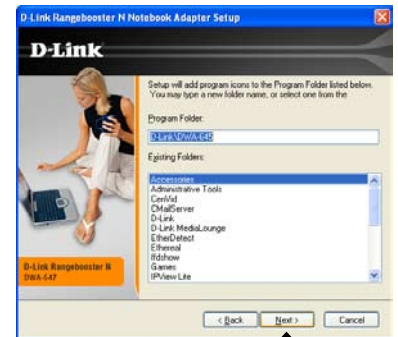 D-Link Rangebooster N Notebook Adapter Setup
D-Link
Setup will add program icons to the Program Folder listed below.
You may type a new folder name, or select one from the
Program Folder:
D-Link\DWA-645
Existing Folders:
Accessories
Administrative Tools
CenVid
CMailServer
D-Link
D-Link MediaLounge
EtherDetect
Ethereal
ffdshow
Games
IPView Lite
D-Link Rangebooster N
DWA-647
< Back
Next >
Cancel